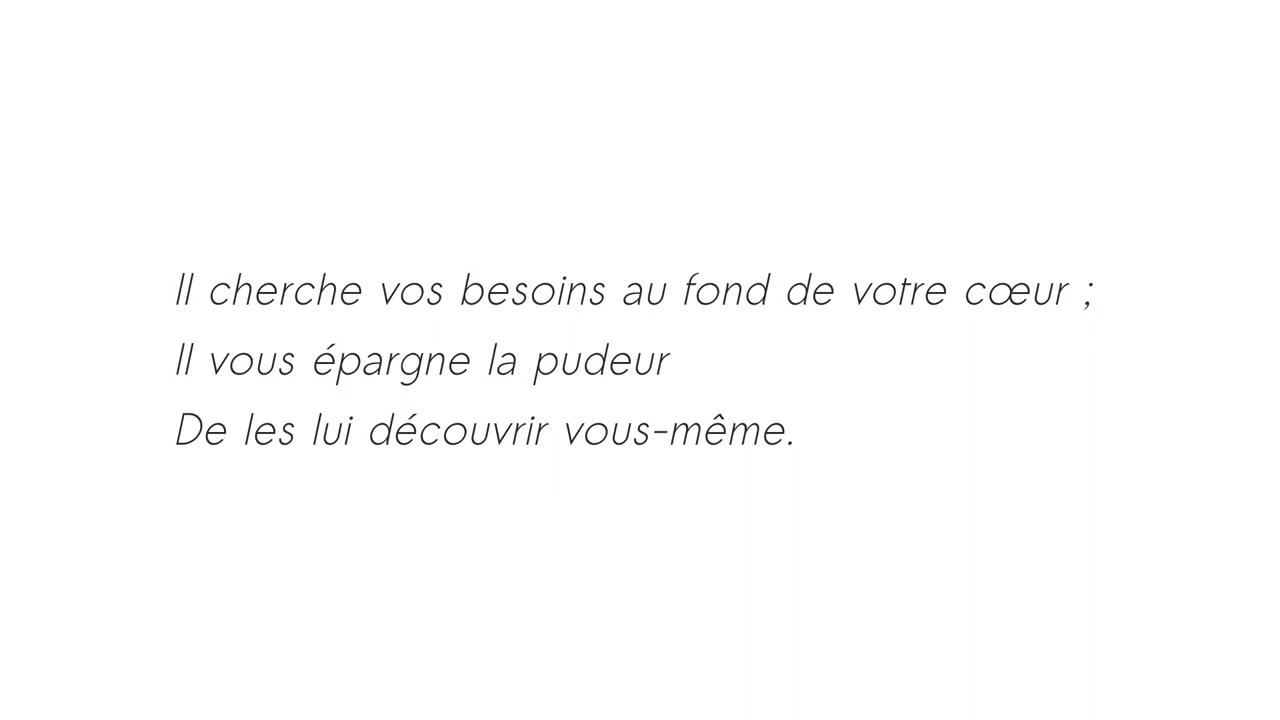 Il cherche vos besoins au fond de votre cœur ;
Il vous épargne la pudeur
De les lui découvrir vous-même.